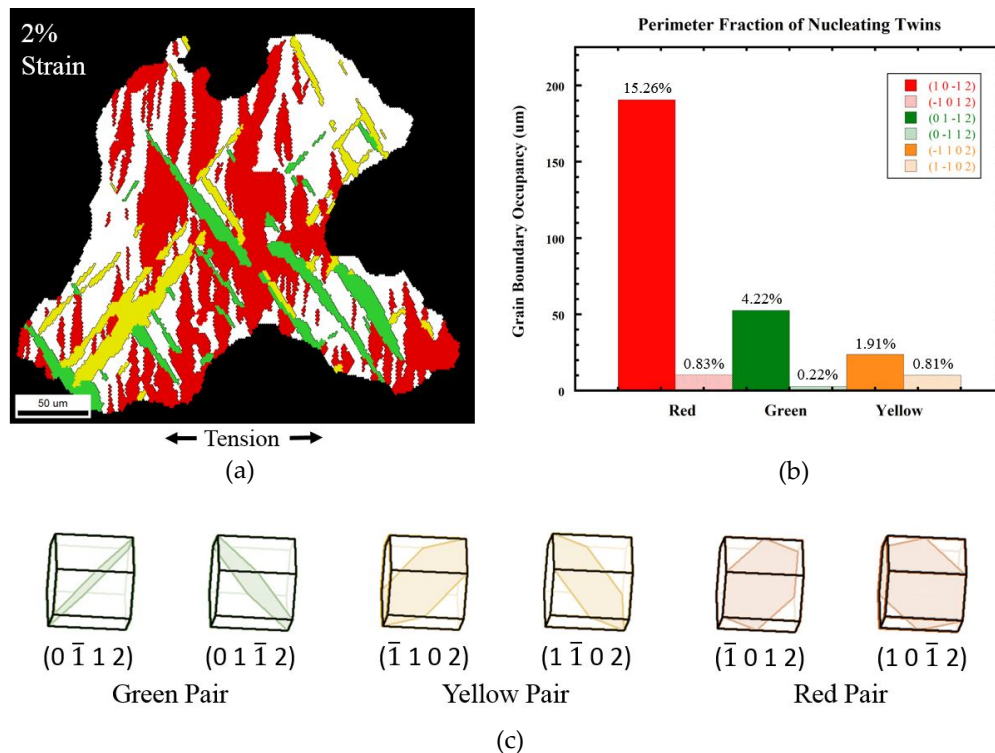 2%
Strain
50 um
Tension
(a)
Perimeter Fraction of Nucleating Twins
Grain Boundary Occupancy (um)
200
150
100
50
0
15.26%
0.83%
4.22%
0.22%
1.91%
0.81%
(1 0 -1 2)
(-1 0 1 2)
(0 1 -1 2)
(0 -1 1 2)
(-1 1 0 2)
(1 -1 0 2)
Red Green Yellow
(b)
(0 1̅ 1 2) (0 1 1̅ 2) (1̅ 1 0 2) (1 1̅ 0 2) (1̅ 0 1 2) (1 0 1̅ 2)
Green Pair Yellow Pair Red Pair
(c)